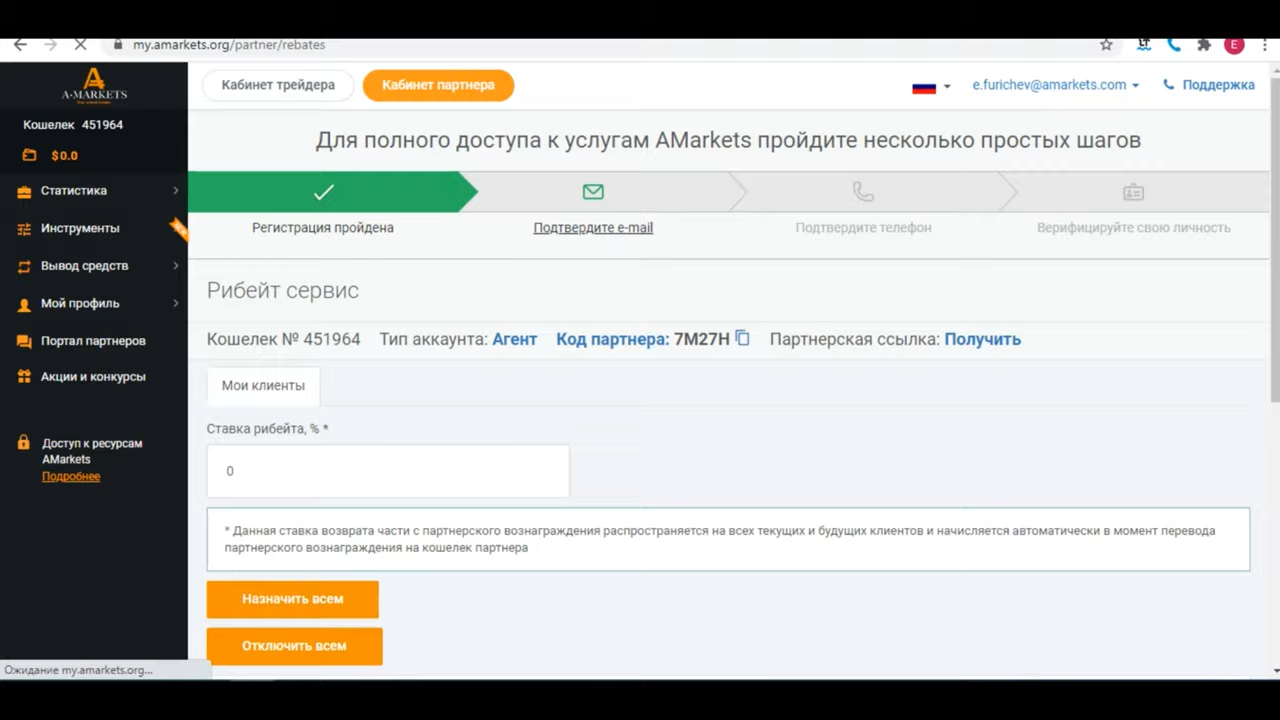 my.amarkets.org/partner/rebates
E
A-MARKETS
Кабинет трейдера
Кабинет партнера
e.furichev@amarkets.com
Поддержка
Кошелек 451964
$0.0
Статистика
Инструменты
Вывод средств
Мой профиль
Портал партнеров
Акции и конкурсы
Доступ к ресурсам
AMarkets
Подробнее
Для полного доступа к услугам AMarkets пройдите несколько простых шагов
Регистрация пройдена
Подтвердите e-mail
Подтвердите телефон
Верифицируйте свою личность
Рибейт сервис
Кошелек № 451964 Тип аккаунта: Агент Код партнера: 7M27H Партнерская ссылка: Получить
Мои клиенты
Ставка рибейта, % *
0
* Данная ставка возврата части с партнерского вознаграждения распространяется на всех текущих и будущих клиентов и начисляется автоматически в момент перевода
партнерского вознаграждения на кошелек партнера
Назначить всем
Отключить всем
Ожидание my.amarkets.org...